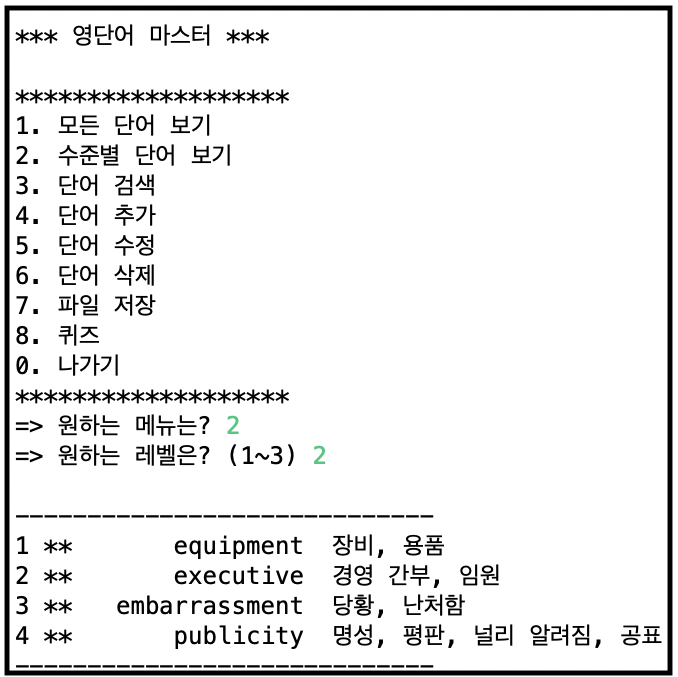 *** 영단어 마스터 ***
*******************
1. 모든 단어 보기
2. 수준별 단어 보기
3. 단어 검색
4. 단어 추가
5. 단어 수정
6. 단어 삭제
7. 파일 저장
8. 퀴즈
0. 나가기
*******************
=> 원하는 메뉴는? 2
=> 원하는 레벨은? (1~3) 2
-----------------------------
1 ** equipment 장비, 용품
2 ** executive 경영 간부, 임원
3 ** embarrassment 당황, 난처함
4 ** publicity 명성, 평판, 널리 알려짐, 공표
-----------------------------